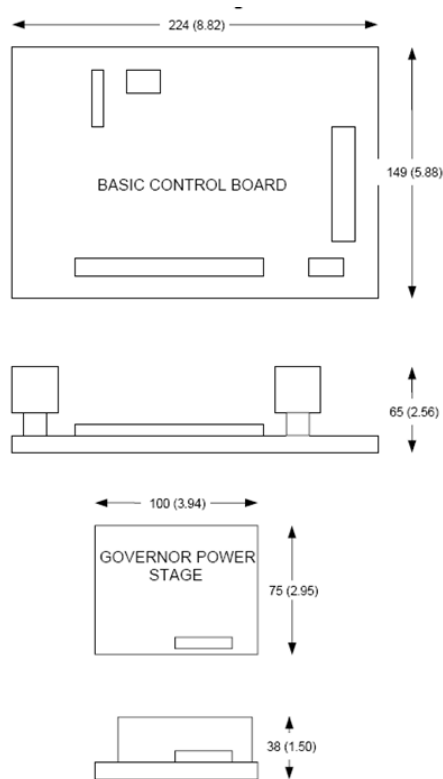 224 (8.82)
BASIC CONTROL BOARD
149 (5.88)
65 (2.56)
100 (3.94)
GOVERNOR POWER
STAGE
75 (2.95)
38 (1.50)